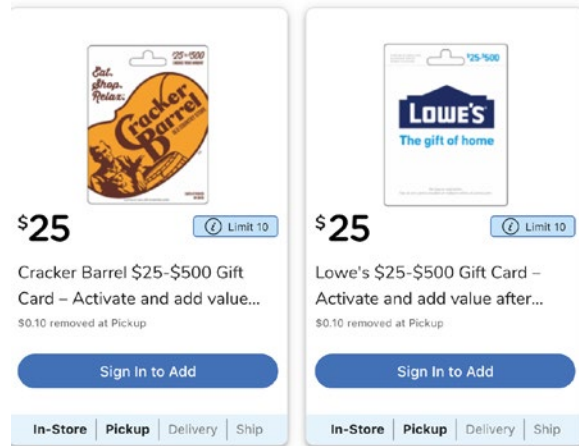 $25-$500
Eat.
Shop.
Relax.
Cracker
Barrel
OLD COUNTRY STORE
$25
Limit 10
Cracker Barrel $25-$500 Gift
Card – Activate and add value...
$0.10 removed at Pickup
Sign In to Add
In-Store | Pickup | Delivery | Ship
$25-$500
LOWE'S
The gift of home
$25
Limit 10
Lowe's $25-$500 Gift Card –
Activate and add value after...
$0.10 removed at Pickup
Sign In to Add
In-Store | Pickup | Delivery | Ship